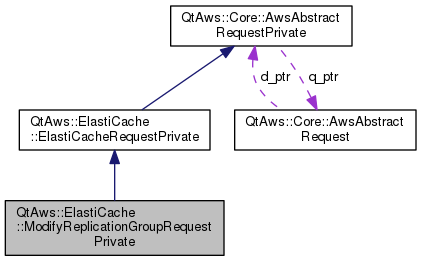 QtAws::Core::AwsAbstract
RequestPrivate
d_ptr
q_ptr
QtAws::ElastiCache
::ElastiCacheRequestPrivate
QtAws::Core::AwsAbstract
Request
QtAws::ElastiCache
::ModifyReplicationGroupRequest
Private